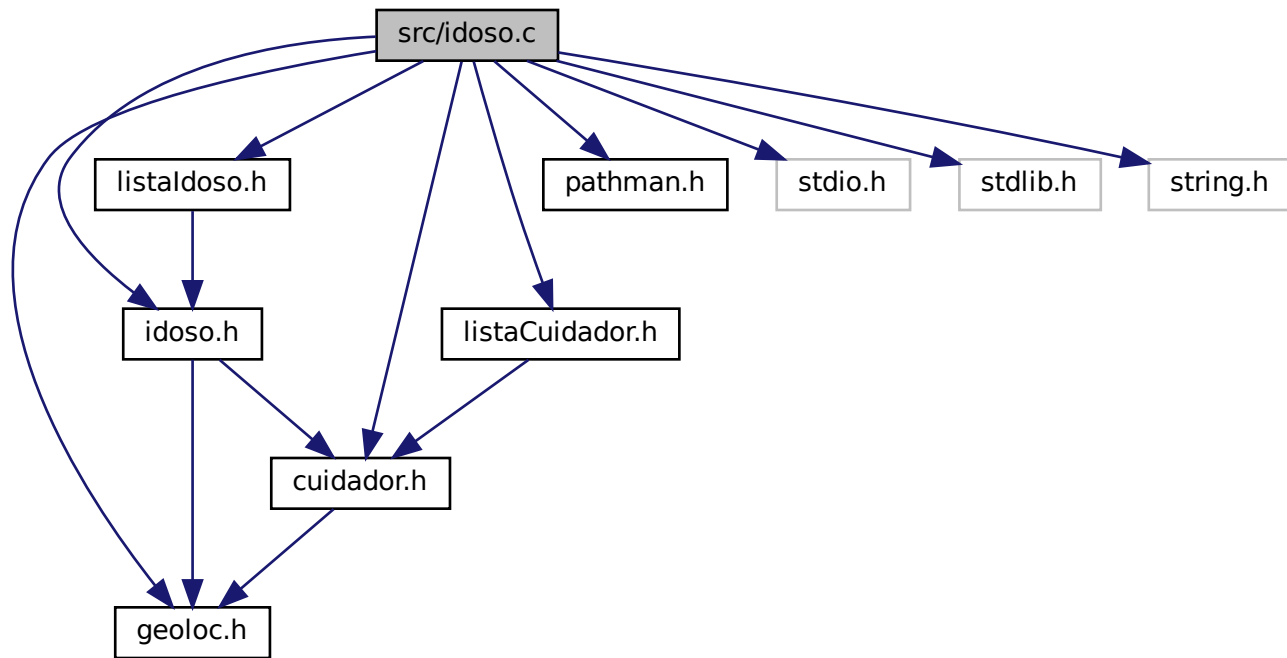 src/idoso.c
listaIdoso.h
pathman.h
stdio.h
stdlib.h
string.h
idoso.h
listaCuidador.h
cuidador.h
geoloc.h